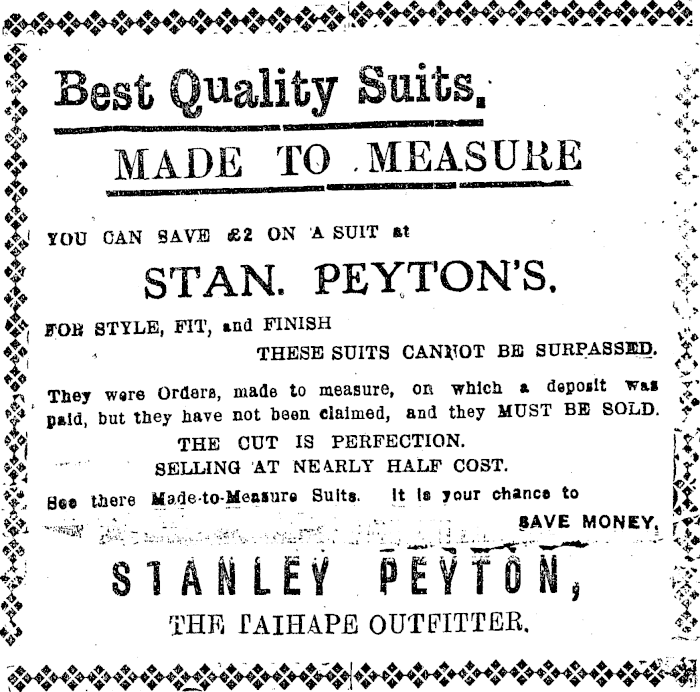 Best Quality Suits.
MADE TO MEASURE
YOU CAN SAVE £2 ON A SUIT at
STAN. PEYTON'S.
FOR STYLE, FIT, and FINISH
THESE SUITS CANNOT BE SURPASSED.
They were Orders, made to measure, on which a deposit was
paid, but they have not been claimed, and they MUST BE SOLD.
THE CUT IS PERFECTION.
SELLING AT NEARLY HALF COST.
See there Made-to-Measure Suits. It is your chance to
SAVE MONEY,
STANLEY PEYTON,
THE TAIHAPE OUTFITTER.